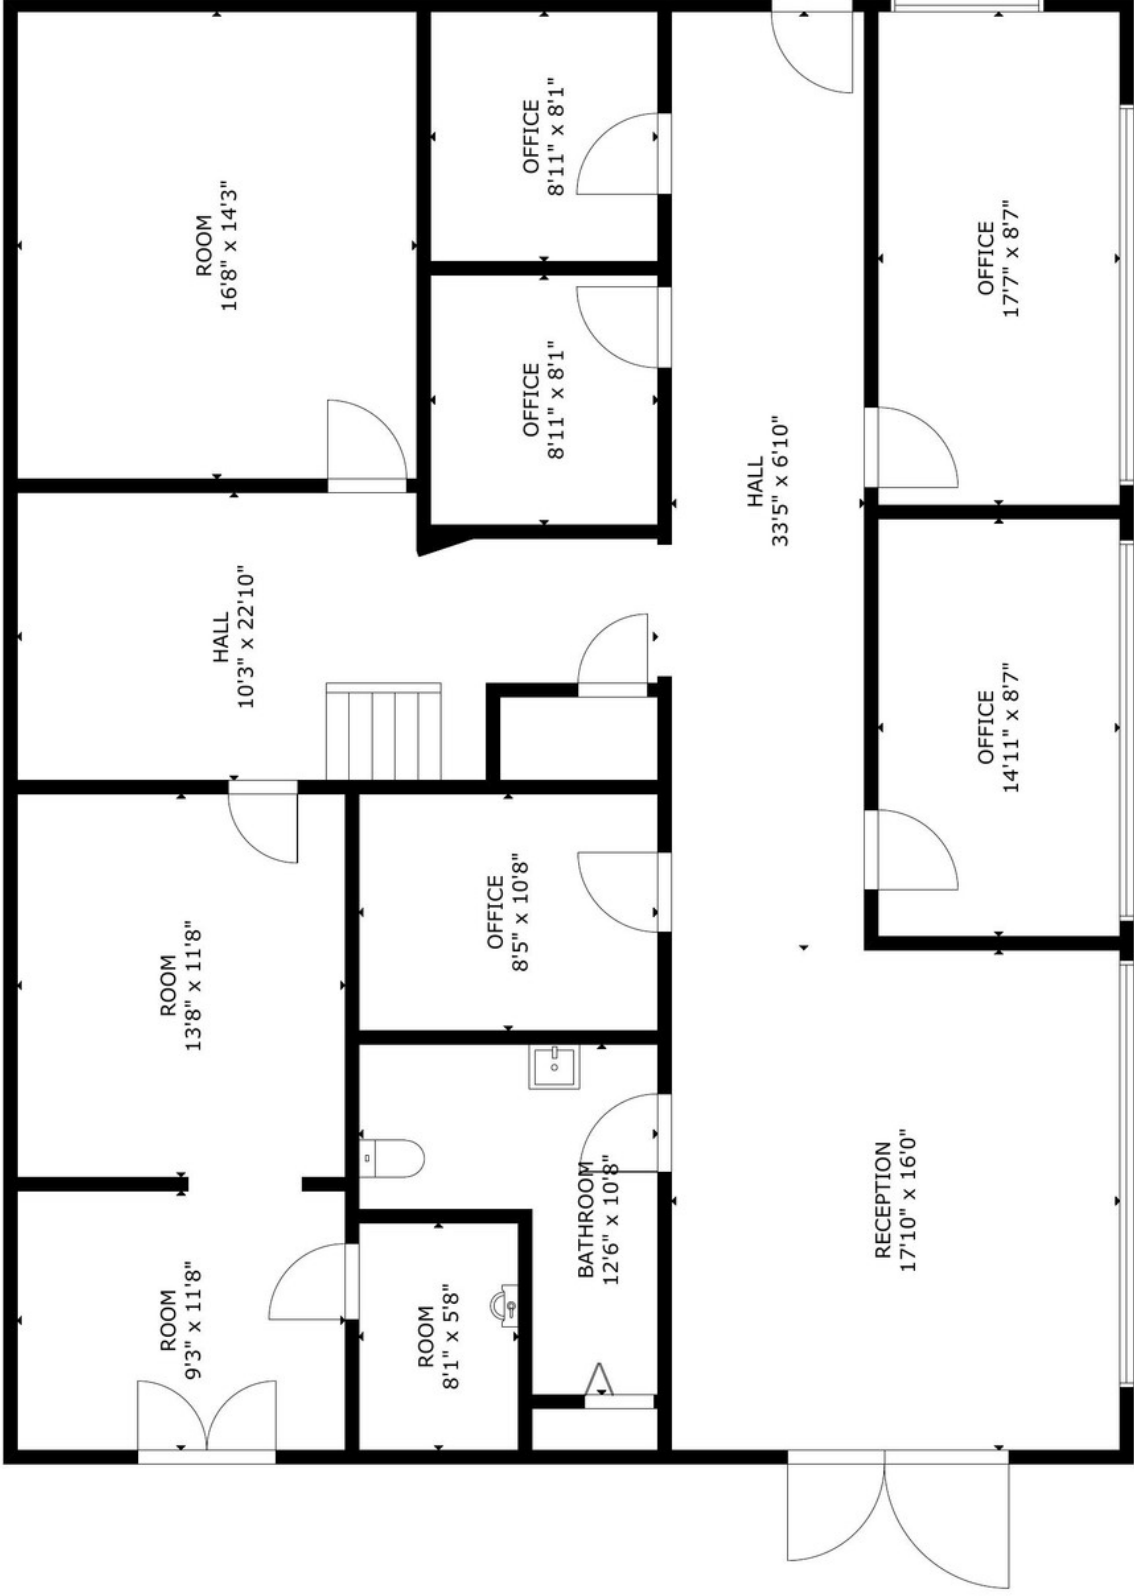 ROOM
16'8" x 14'3"
OFFICE
8'11" x 8'1"
OFFICE
8'11" x 8'1"
HALL
33'5" x 6'10"
OFFICE
17'7" x 8'7"
HALL
10'3" x 22'10"
OFFICE
14'11" x 8'7"
ROOM
13'8" x 11'8"
OFFICE
8'5" x 10'8"
BATHROOM
12'6" x 10'8"
RECEPTION
17'10" x 16'0"
ROOM
9'3" x 11'8"
ROOM
8'1" x 5'8"